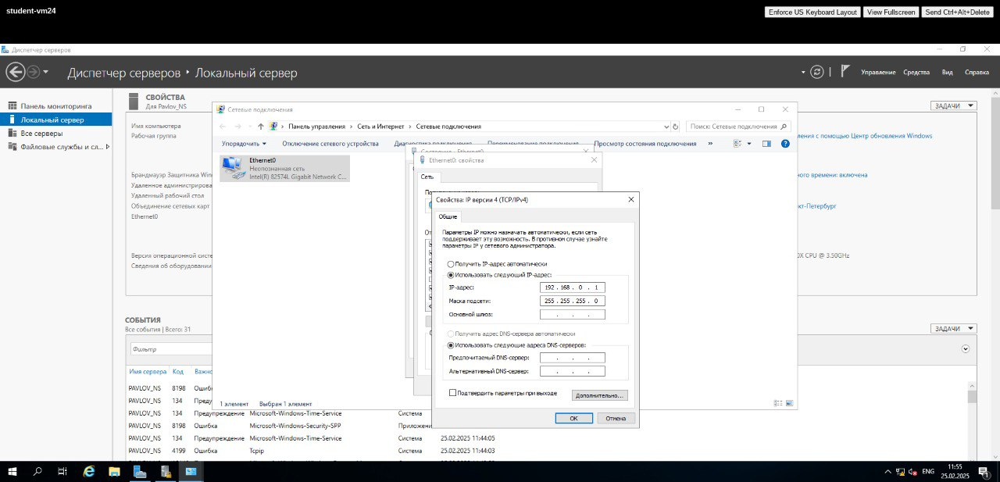 student-vm24
Enforce US Keyboard Layout
View Fullscreen
Send Ctrl+Alt+Delete
Диспетчер серверов
Диспетчер серверов ‣ Локальный сервер
Управление Средства Вид Справка
Панель мониторинга
Локальный сервер
Все серверы
Файловые службы и сл...
СВОЙСТВА
Для Pavlov_NS
ЗАДАЧИ
Имя компьютера
Рабочая группа
Брандмауэр Защитника Win
Удаленное администрирова
Удаленный рабочий стол
Объединение сетевых карт
Ethernet0
Версия операционной систе
Сведения об оборудовании
ления с помощью Центр обновления Windows
ного времени: включена
кт-Петербург
0X CPU @ 3.50GHz
Сетевые подключения
Панель управления › Сеть и Интернет › Сетевые подключения
Поиск: Сетевые подключения
Упорядочить Отключение сетевого устройства Диагностика подключения Переименование подключения Просмотр состояния подключения »
Ethernet0
Неопознанная сеть
Intel(R) 82574L Gigabit Network C...
1 элемент Выбран 1 элемент
Состояние - Ethernet0
Ethernet0: свойства
Сеть
Свойства: IP версии 4 (TCP/IPv4)
Общие
Параметры IP можно назначать автоматически, если сеть
поддерживает эту возможность. В противном случае узнайте
параметры IP у сетевого администратора.
Получить IP-адрес автоматически
Использовать следующий IP-адрес:
IP-адрес: 192 . 168 . 0 . 1
Маска подсети: 255 . 255 . 255 . 0
Основной шлюз: . . .
Получить адрес DNS-сервера автоматически
Использовать следующие адреса DNS-серверов:
Предпочитаемый DNS-сервер: . . .
Альтернативный DNS-сервер: . . .
Подтвердить параметры при выходе
Дополнительно...
ОК Отмена
СОБЫТИЯ
Все события | Всего: 31
ЗАДАЧИ
Фильтр
Имя сервера Код Важно
PAVLOV_NS 8198 Ошибк
PAVLOV_NS 134 Преду
PAVLOV_NS 134 Предупреждение Microsoft-Windows-Time-Service Система
PAVLOV_NS 8198 Ошибка Microsoft-Windows-Security-SPP Приложени
PAVLOV_NS 134 Предупреждение Microsoft-Windows-Time-Service Система 25.02.2025 11:44:05
PAVLOV_NS 4199 Ошибка Tcpip Система 25.02.2025 11:44:03
ENG
11:55
25.02.2025
1